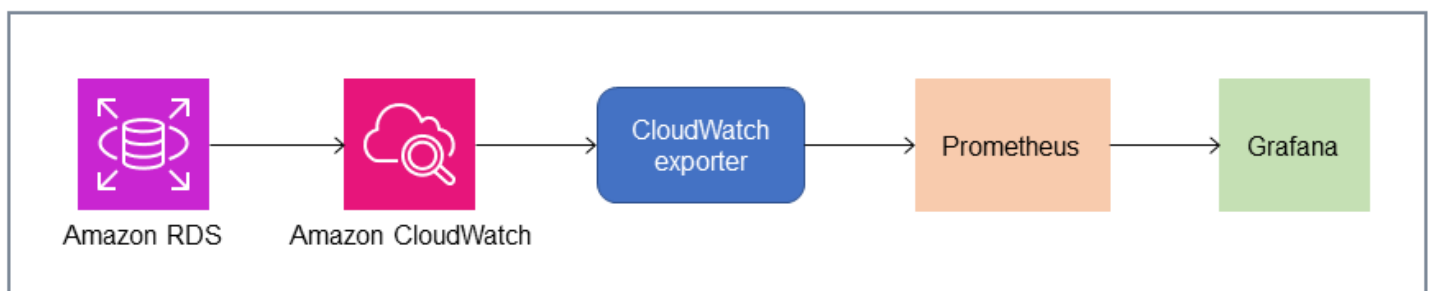 CloudWatch
exporter
Prometheus
Grafana
Amazon RDS
Amazon CloudWatch